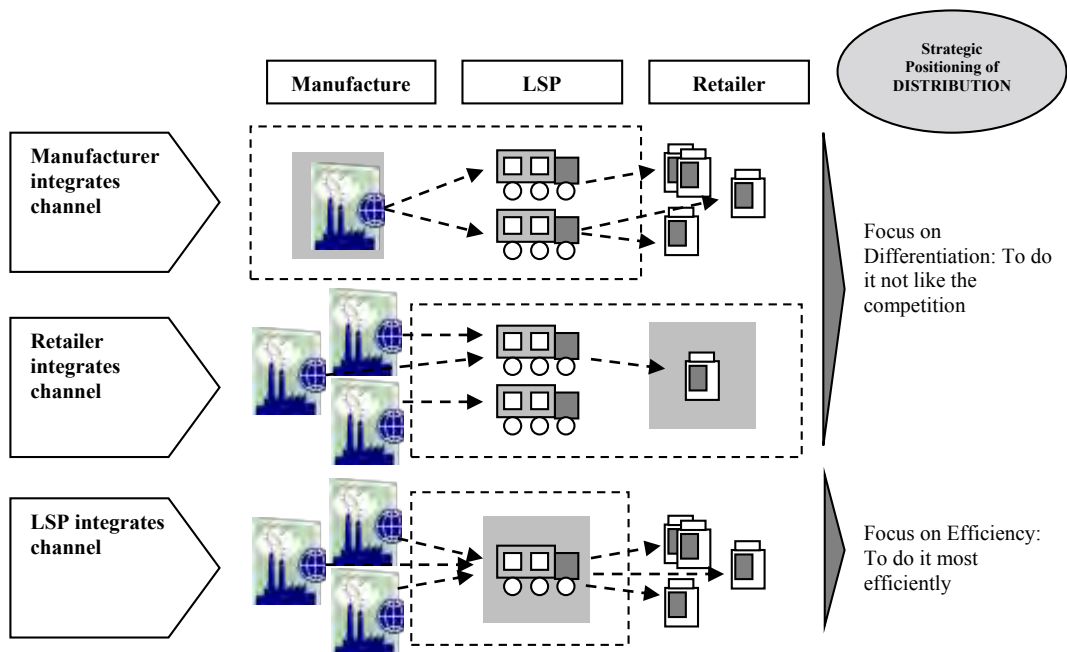 Strategic
Positioning of
DISTRIBUTION
Manufacture
LSP
Retailer
Manufacturer
integrates
channel
Focus on
Differentiation: To do
it not like the
competition
Retailer
integrates
channel
LSP integrates
channel
Focus on Efficiency:
To do it most
efficiently